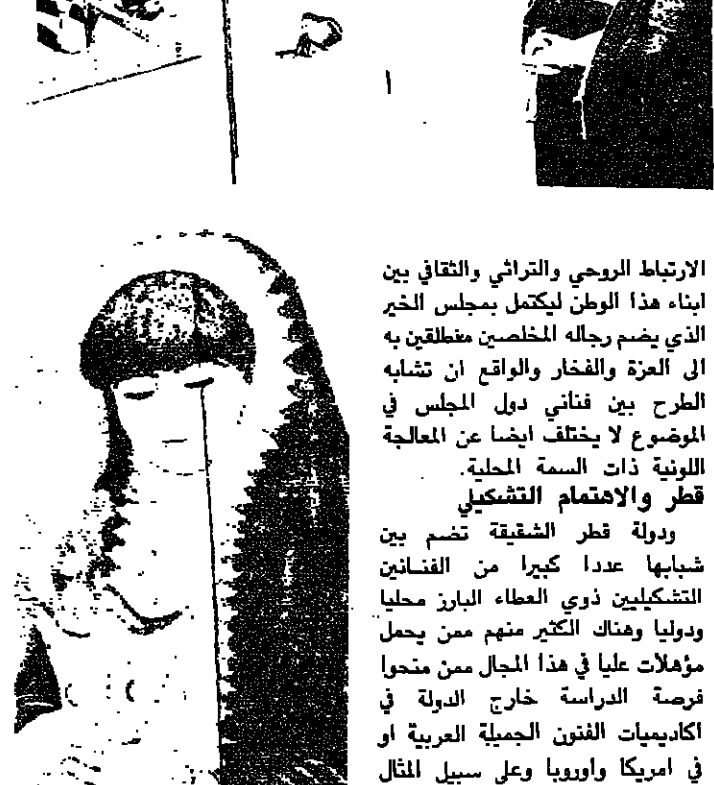 الارتباط الروحي والتراثي والثقافي بين
ابناء هذا الوطن ليكتمل بمجلس الخير
الذي يضم رجاله المخلصين منطلقين به
الى العزة والفخار والواقع ان تشابه
الطرح بين فناني دول المجلس في
الموضوع لا يختلف ايضا عن المعالجة
اللونية ذات السمة المحلية.
قطر والاهتمام التشكيلي
ودولة قطر الشقيقة تضم بين
شبابها عددا كبيرا من الفنانين
التشكيليين ذوي العطاء البارز محليا
ودوليا وهناك الكثير منهم ممن يحمل
مؤهلات عليا في هذا المجال ممن منحوا
فرصة الدراسة خارج الدولة في
اكاديميات الفنون الجميلة العربية او
في امريكا واوروبا وعلى سبيل المثال